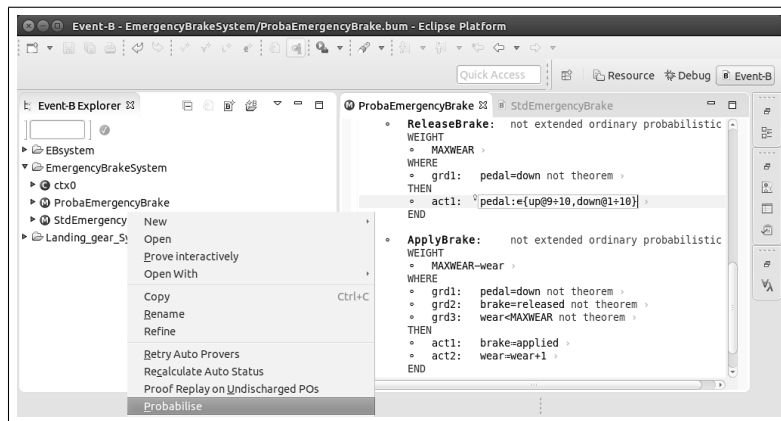 Event-B - EmergencyBrakeSystem/ProbaEmergencyBrake.bum - Eclipse Platform
Quick Access
Resource
Debug
Event-B
Event-B Explorer
EBsystem
EmergencyBrakeSystem
ctx0
ProbaEmergencyBrake
StdEmergency
Landing_gear_Sy
New
Open
Prove interactively
Open With
Copy Ctrl+C
Rename
Refine
Retry Auto Provers
Recalculate Auto Status
Proof Replay on Undischarged POs
Probabilise
ProbaEmergencyBrake
StdEmergencyBrake
ReleaseBrake: not extended ordinary probabilistic
WEIGHT
MAXWEAR ›
WHERE
grd1: pedal=down not theorem ›
THEN
act1: pedal:∈{up@9÷10,down@1÷10} ›
END
ApplyBrake: not extended ordinary probabilistic
WEIGHT
MAXWEAR−wear ›
WHERE
grd1: pedal=down not theorem ›
grd2: brake=released not theorem ›
grd3: wear<MAXWEAR not theorem ›
THEN
act1: brake≔applied ›
act2: wear≔wear+1 ›
END